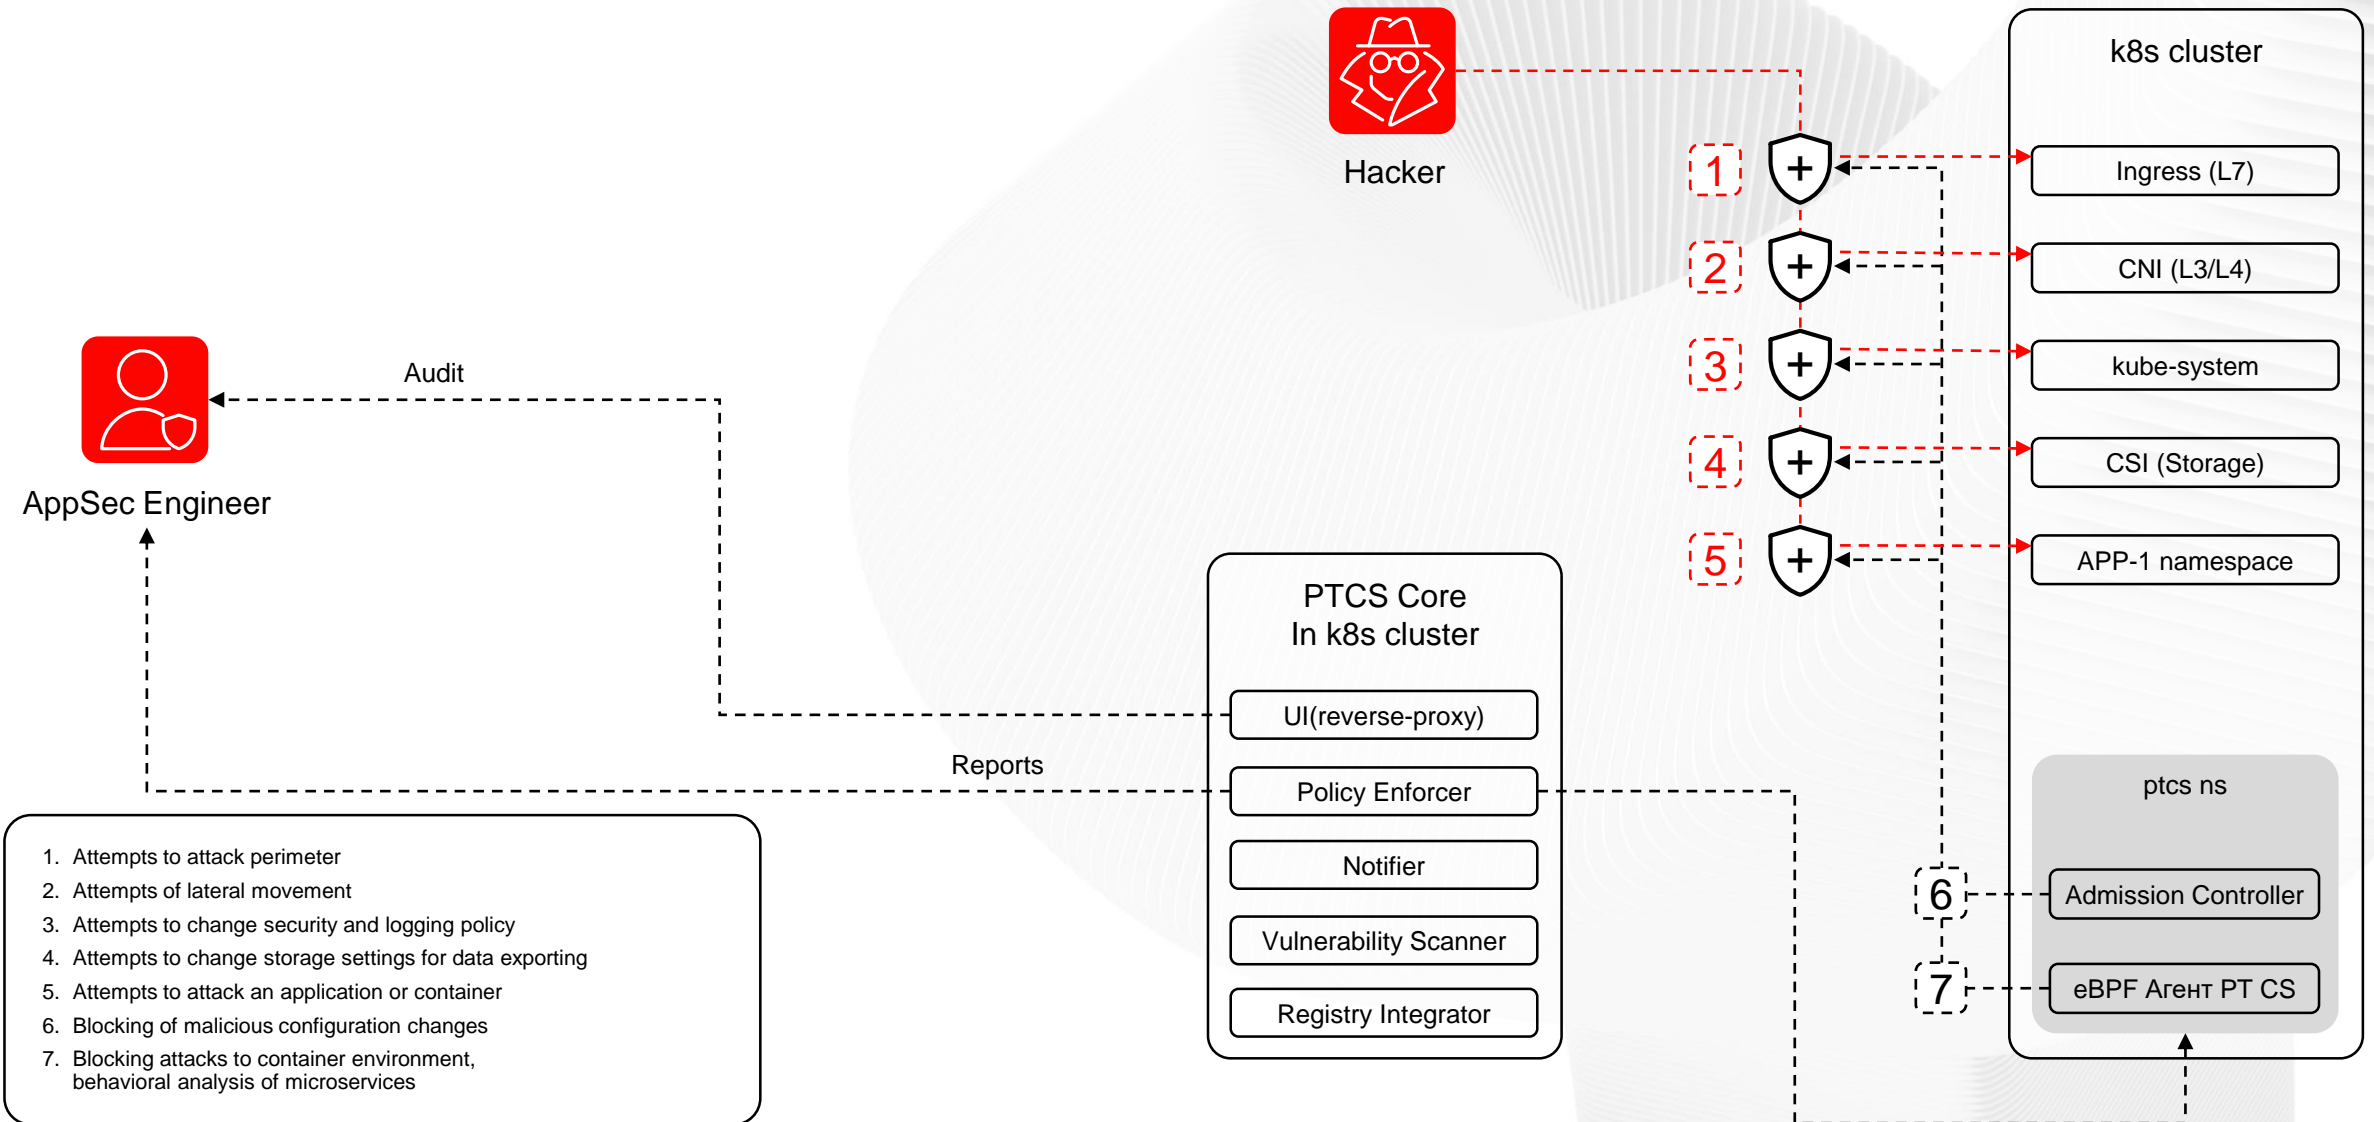 Hacker
k8s cluster
1
Ingress (L7)
2
CNI (L3/L4)
3
kube-system
4
CSI (Storage)
5
APP-1 namespace
Audit
AppSec Engineer
PTCS Core
In k8s cluster
UI(reverse-proxy)
Reports
Policy Enforcer
Notifier
Vulnerability Scanner
Registry Integrator
ptcs ns
6
Admission Controller
7
eBPF Агент PT CS
1. Attempts to attack perimeter
2. Attempts of lateral movement
3. Attempts to change security and logging policy
4. Attempts to change storage settings for data exporting
5. Attempts to attack an application or container
6. Blocking of malicious configuration changes
7. Blocking attacks to container environment,
behavioral analysis of microservices